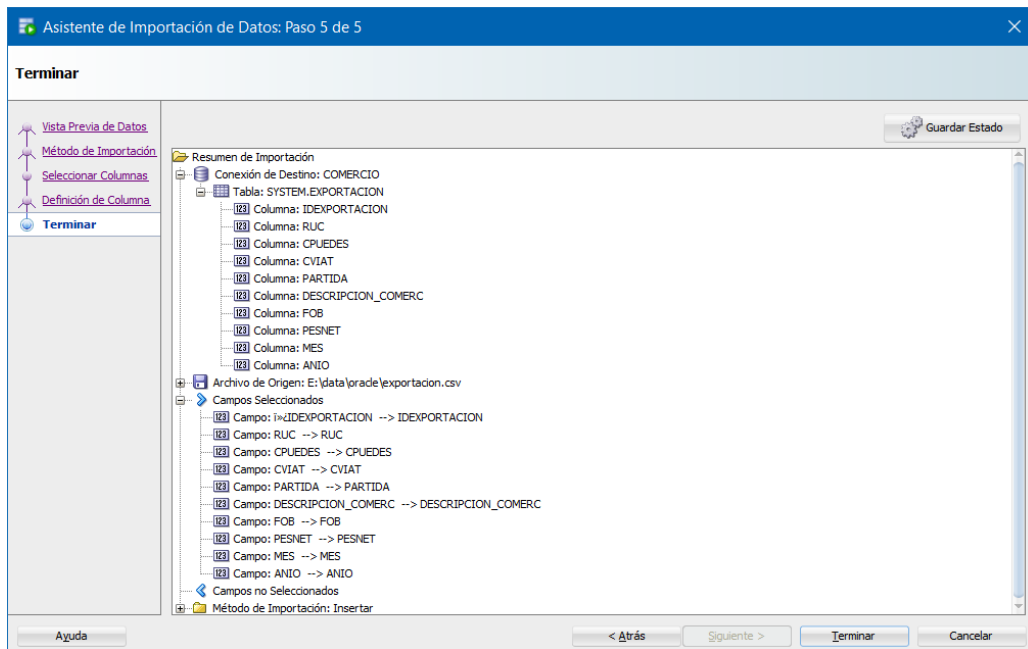 Asistente de Importación de Datos: Paso 5 de 5
Terminar
Vista Previa de Datos
Método de Importación
Seleccionar Columnas
Definición de Columna
Terminar
Guardar Estado
Resumen de Importación
Conexión de Destino: COMERCIO
Tabla: SYSTEM.EXPORTACION
Columna: IDEXPORTACION
Columna: RUC
Columna: CPUEDES
Columna: CVIAT
Columna: PARTIDA
Columna: DESCRIPCION_COMERC
Columna: FOB
Columna: PESNET
Columna: MES
Columna: ANIO
Archivo de Origen: E:\data\oracle\exportacion.csv
Campos Seleccionados
Campo: ï»¿IDEXPORTACION --> IDEXPORTACION
Campo: RUC --> RUC
Campo: CPUEDES --> CPUEDES
Campo: CVIAT --> CVIAT
Campo: PARTIDA --> PARTIDA
Campo: DESCRIPCION_COMERC --> DESCRIPCION_COMERC
Campo: FOB --> FOB
Campo: PESNET --> PESNET
Campo: MES --> MES
Campo: ANIO --> ANIO
Campos no Seleccionados
Método de Importación: Insertar
Ayuda < Atrás Siguiente > Terminar Cancelar